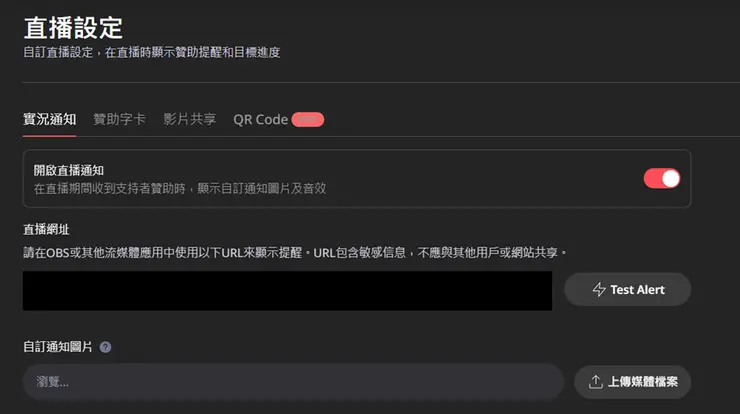 直播設定
自訂直播設定，在直播時顯示贊助提醒和目標進度
實況通知 贊助字卡 影片共享 QR Code
開啟直播通知
在直播期間收到支持者贊助時，顯示自訂通知圖片及音效
直播網址
請在OBS或其他流媒體應用中使用以下URL來顯示提醒。URL包含敏感信息，不應與其他用戶或網站共享。
Test Alert
自訂通知圖片 ?
瀏覽...
上傳媒體檔案